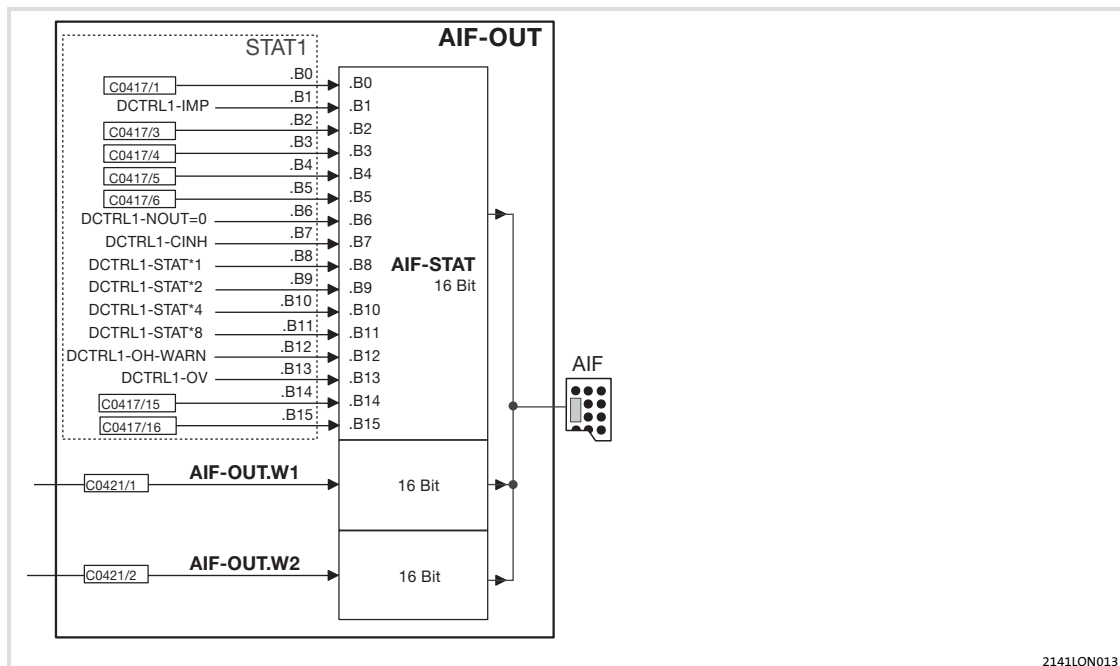 AIF-OUT
STAT1
C0417/1 .B0 .B0
DCTRL1-IMP .B1 .B1
C0417/3 .B2 .B2
C0417/4 .B3 .B3
C0417/5 .B4 .B4
C0417/6 .B5 .B5
DCTRL1-NOUT=0 .B6 .B6
DCTRL1-CINH .B7 .B7
DCTRL1-STAT*1 .B8 .B8 AIF-STAT
DCTRL1-STAT*2 .B9 .B9 16 Bit
DCTRL1-STAT*4 .B10 .B10
DCTRL1-STAT*8 .B11 .B11
DCTRL1-OH-WARN .B12 .B12
DCTRL1-OV .B13 .B13
C0417/15 .B14 .B14
C0417/16 .B15 .B15
AIF
C0421/1 AIF-OUT.W1 16 Bit
C0421/2 AIF-OUT.W2 16 Bit
2141LON013